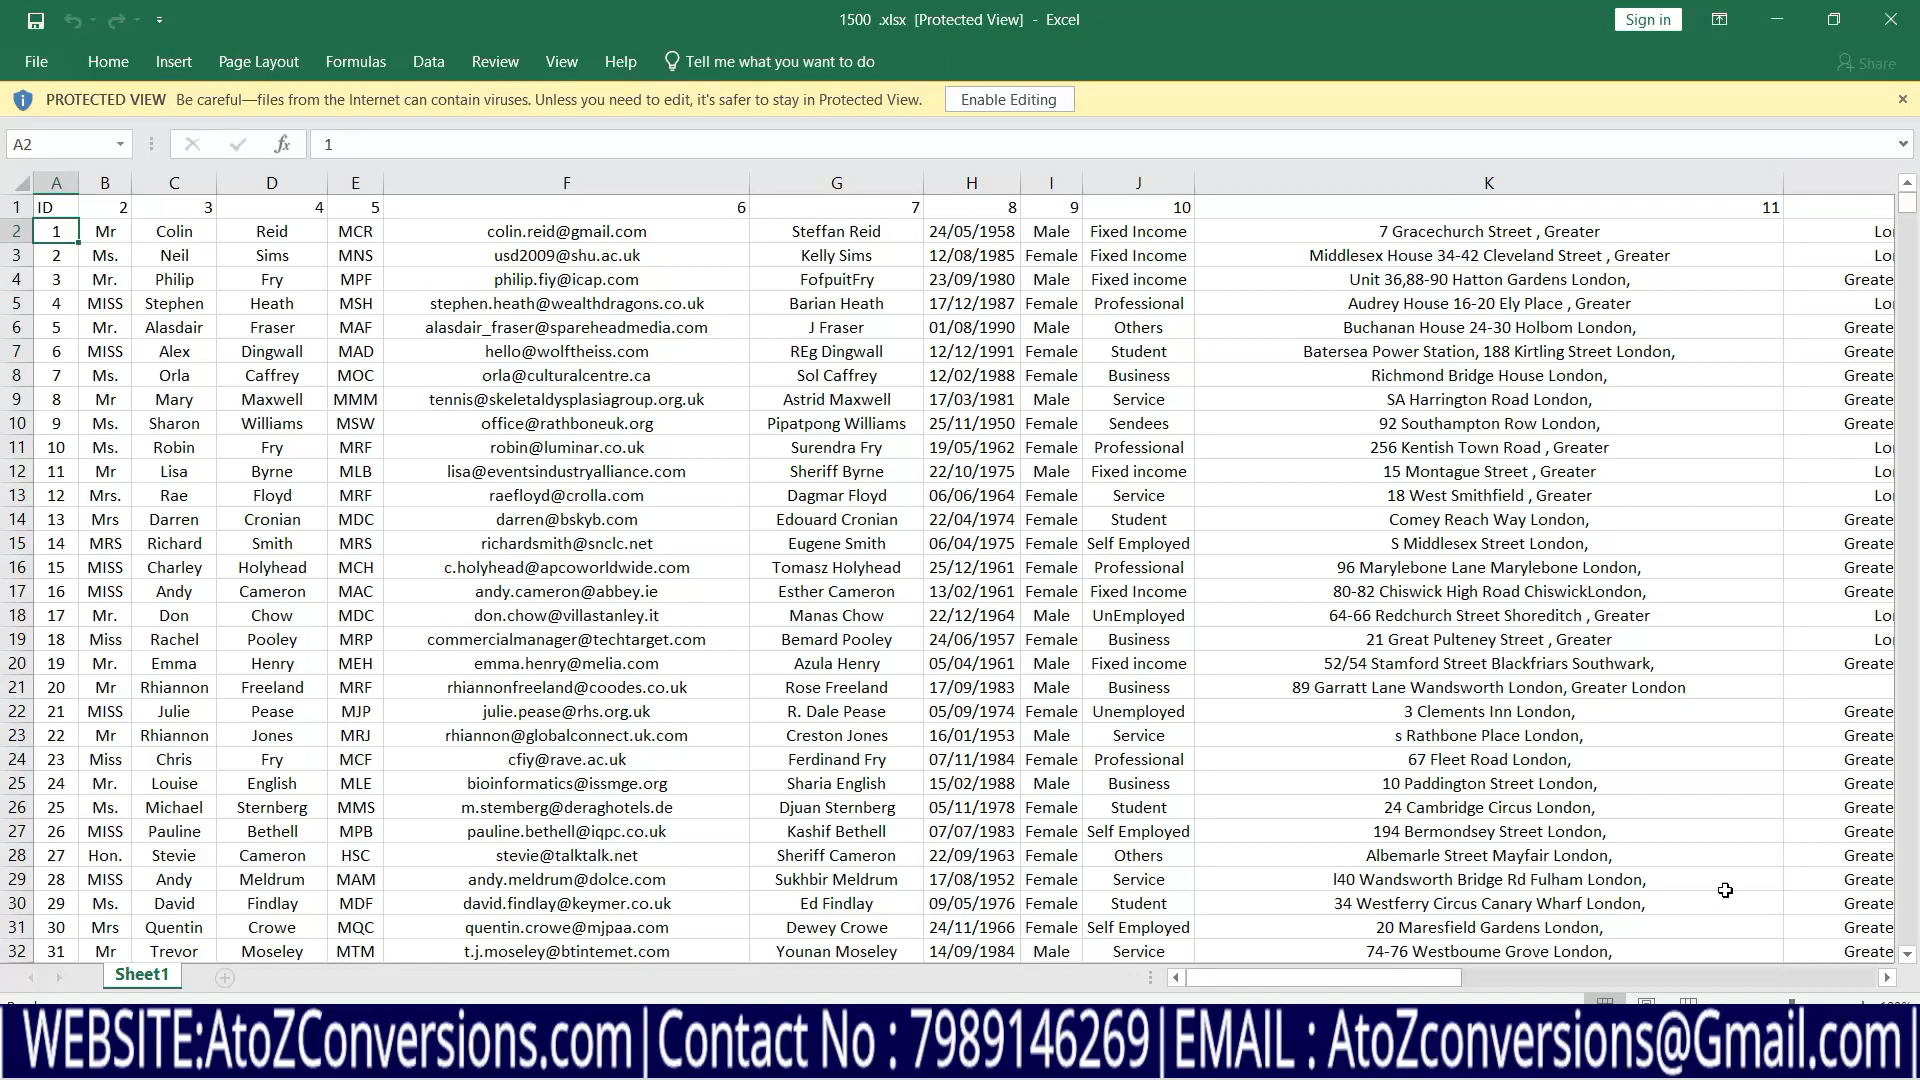 1500 .xlsx [Protected View] - Excel
Sign in
File Home Insert Page Layout Formulas Data Review View Help Tell me what you want to do Share
PROTECTED VIEW Be careful—files from the Internet can contain viruses. Unless you need to edit, it's safer to stay in Protected View. Enable Editing
A2 fx 1
A B C D E F G H I J K
1 ID 2 3 4 5 6 7 8 9 10 11
2 1 Mr Colin Reid MCR colin.reid@gmail.com Steffan Reid 24/05/1958 Male Fixed Income 7 Gracechurch Street , Greater Lo
3 2 Ms. Neil Sims MNS usd2009@shu.ac.uk Kelly Sims 12/08/1985 Female Fixed Income Middlesex House 34-42 Cleveland Street , Greater Lo
4 3 Mr. Philip Fry MPF philip.fiy@icap.com FofpuitFry 23/09/1980 Male Fixed income Unit 36,88-90 Hatton Gardens London, Greate
5 4 MISS Stephen Heath MSH stephen.heath@wealthdragons.co.uk Barian Heath 17/12/1987 Female Professional Audrey House 16-20 Ely Place , Greater Lo
6 5 Mr. Alasdair Fraser MAF alasdair_fraser@spareheadmedia.com J Fraser 01/08/1990 Male Others Buchanan House 24-30 Holbom London, Greate
7 6 MISS Alex Dingwall MAD hello@wolftheiss.com REg Dingwall 12/12/1991 Female Student Batersea Power Station, 188 Kirtling Street London, Greate
8 7 Ms. Orla Caffrey MOC orla@culturalcentre.ca Sol Caffrey 12/02/1988 Female Business Richmond Bridge House London, Greate
9 8 Mr Mary Maxwell MMM tennis@skeletaldysplasiagroup.org.uk Astrid Maxwell 17/03/1981 Male Service SA Harrington Road London, Greate
10 9 Ms. Sharon Williams MSW office@rathboneuk.org Pipatpong Williams 25/11/1950 Female Sendees 92 Southampton Row London, Greate
11 10 Ms. Robin Fry MRF robin@luminar.co.uk Surendra Fry 19/05/1962 Female Professional 256 Kentish Town Road , Greater Lo
12 11 Mr Lisa Byrne MLB lisa@eventsindustryalliance.com Sheriff Byrne 22/10/1975 Male Fixed income 15 Montague Street , Greater Lo
13 12 Mrs. Rae Floyd MRF raefloyd@crolla.com Dagmar Floyd 06/06/1964 Female Service 18 West Smithfield , Greater Lo
14 13 Mrs Darren Cronian MDC darren@bskyb.com Edouard Cronian 22/04/1974 Female Student Comey Reach Way London, Greate
15 14 MRS Richard Smith MRS richardsmith@snclc.net Eugene Smith 06/04/1975 Female Self Employed S Middlesex Street London, Greate
16 15 MISS Charley Holyhead MCH c.holyhead@apcoworldwide.com Tomasz Holyhead 25/12/1961 Female Professional 96 Marylebone Lane Marylebone London, Greate
17 16 MISS Andy Cameron MAC andy.cameron@abbey.ie Esther Cameron 13/02/1961 Female Fixed Income 80-82 Chiswick High Road ChiswickLondon, Greate
18 17 Mr. Don Chow MDC don.chow@villastanley.it Manas Chow 22/12/1964 Male UnEmployed 64-66 Redchurch Street Shoreditch , Greater Lo
19 18 Miss Rachel Pooley MRP commercialmanager@techtarget.com Bemard Pooley 24/06/1957 Female Business 21 Great Pulteney Street , Greater Lo
20 19 Mr. Emma Henry MEH emma.henry@melia.com Azula Henry 05/04/1961 Male Fixed income 52/54 Stamford Street Blackfriars Southwark, Greate
21 20 Mr Rhiannon Freeland MRF rhiannonfreeland@coodes.co.uk Rose Freeland 17/09/1983 Male Business 89 Garratt Lane Wandsworth London, Greater London
22 21 MISS Julie Pease MJP julie.pease@rhs.org.uk R. Dale Pease 05/09/1974 Female Unemployed 3 Clements Inn London, Greate
23 22 Mr Rhiannon Jones MRJ rhiannon@globalconnect.uk.com Creston Jones 16/01/1953 Male Service s Rathbone Place London, Greate
24 23 Miss Chris Fry MCF cfiy@rave.ac.uk Ferdinand Fry 07/11/1984 Female Professional 67 Fleet Road London, Greate
25 24 Mr. Louise English MLE bioinformatics@issmge.org Sharia English 15/02/1988 Male Business 10 Paddington Street London, Greate
26 25 Ms. Michael Sternberg MMS m.stemberg@deraghotels.de Djuan Sternberg 05/11/1978 Female Student 24 Cambridge Circus London, Greate
27 26 MISS Pauline Bethell MPB pauline.bethell@iqpc.co.uk Kashif Bethell 07/07/1983 Female Self Employed 194 Bermondsey Street London, Greate
28 27 Hon. Stevie Cameron HSC stevie@talktalk.net Sheriff Cameron 22/09/1963 Female Others Albemarle Street Mayfair London, Greate
29 28 MISS Andy Meldrum MAM andy.meldrum@dolce.com Sukhbir Meldrum 17/08/1952 Female Service l40 Wandsworth Bridge Rd Fulham London, Greate
30 29 Ms. David Findlay MDF david.findlay@keymer.co.uk Ed Findlay 09/05/1976 Female Student 34 Westferry Circus Canary Wharf London, Greate
31 30 Mrs Quentin Crowe MQC quentin.crowe@mjpaa.com Dewey Crowe 24/11/1966 Female Self Employed 20 Maresfield Gardens London, Greate
32 31 Mr Trevor Moseley MTM t.j.moseley@btintemet.com Younan Moseley 14/09/1984 Male Service 74-76 Westboume Grove London, Greate
Sheet1
WEBSITE:AtoZConversions.com|Contact No : 7989146269|EMAIL : AtoZconversions@Gmail.com|